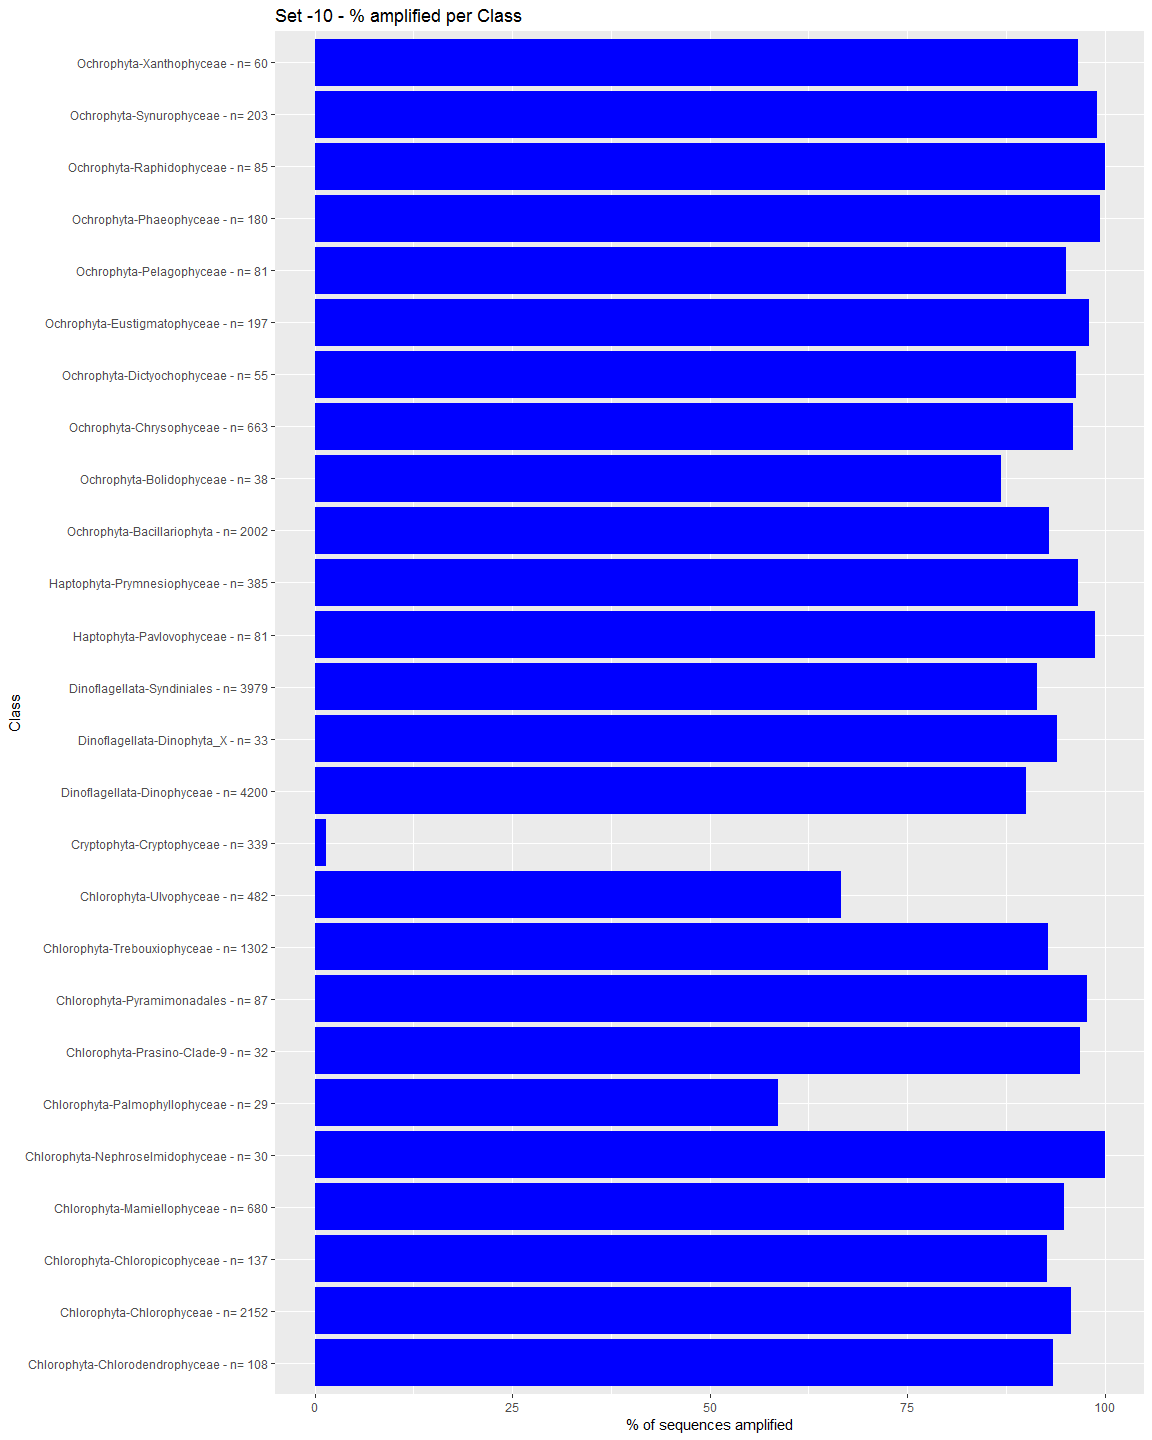 Set -10 - % amplified per Class
Class
Ochrophyta-Xanthophyceae - n= 60
Ochrophyta-Synurophyceae - n= 203
Ochrophyta-Raphidophyceae - n= 85
Ochrophyta-Phaeophyceae - n= 180
Ochrophyta-Pelagophyceae - n= 81
Ochrophyta-Eustigmatophyceae - n= 197
Ochrophyta-Dictyochophyceae - n= 55
Ochrophyta-Chrysophyceae - n= 663
Ochrophyta-Bolidophyceae - n= 38
Ochrophyta-Bacillariophyta - n= 2002
Haptophyta-Prymnesiophyceae - n= 385
Haptophyta-Pavlovophyceae - n= 81
Dinoflagellata-Syndiniales - n= 3979
Dinoflagellata-Dinophyta_X - n= 33
Dinoflagellata-Dinophyceae - n= 4200
Cryptophyta-Cryptophyceae - n= 339
Chlorophyta-Ulvophyceae - n= 482
Chlorophyta-Trebouxiophyceae - n= 1302
Chlorophyta-Pyramimonadales - n= 87
Chlorophyta-Prasino-Clade-9 - n= 32
Chlorophyta-Palmophyllophyceae - n= 29
Chlorophyta-Nephroselmidophyceae - n= 30
Chlorophyta-Mamiellophyceae - n= 680
Chlorophyta-Chloropicophyceae - n= 137
Chlorophyta-Chlorophyceae - n= 2152
Chlorophyta-Chlorodendrophyceae - n= 108
0 25 50 75 100
% of sequences amplified